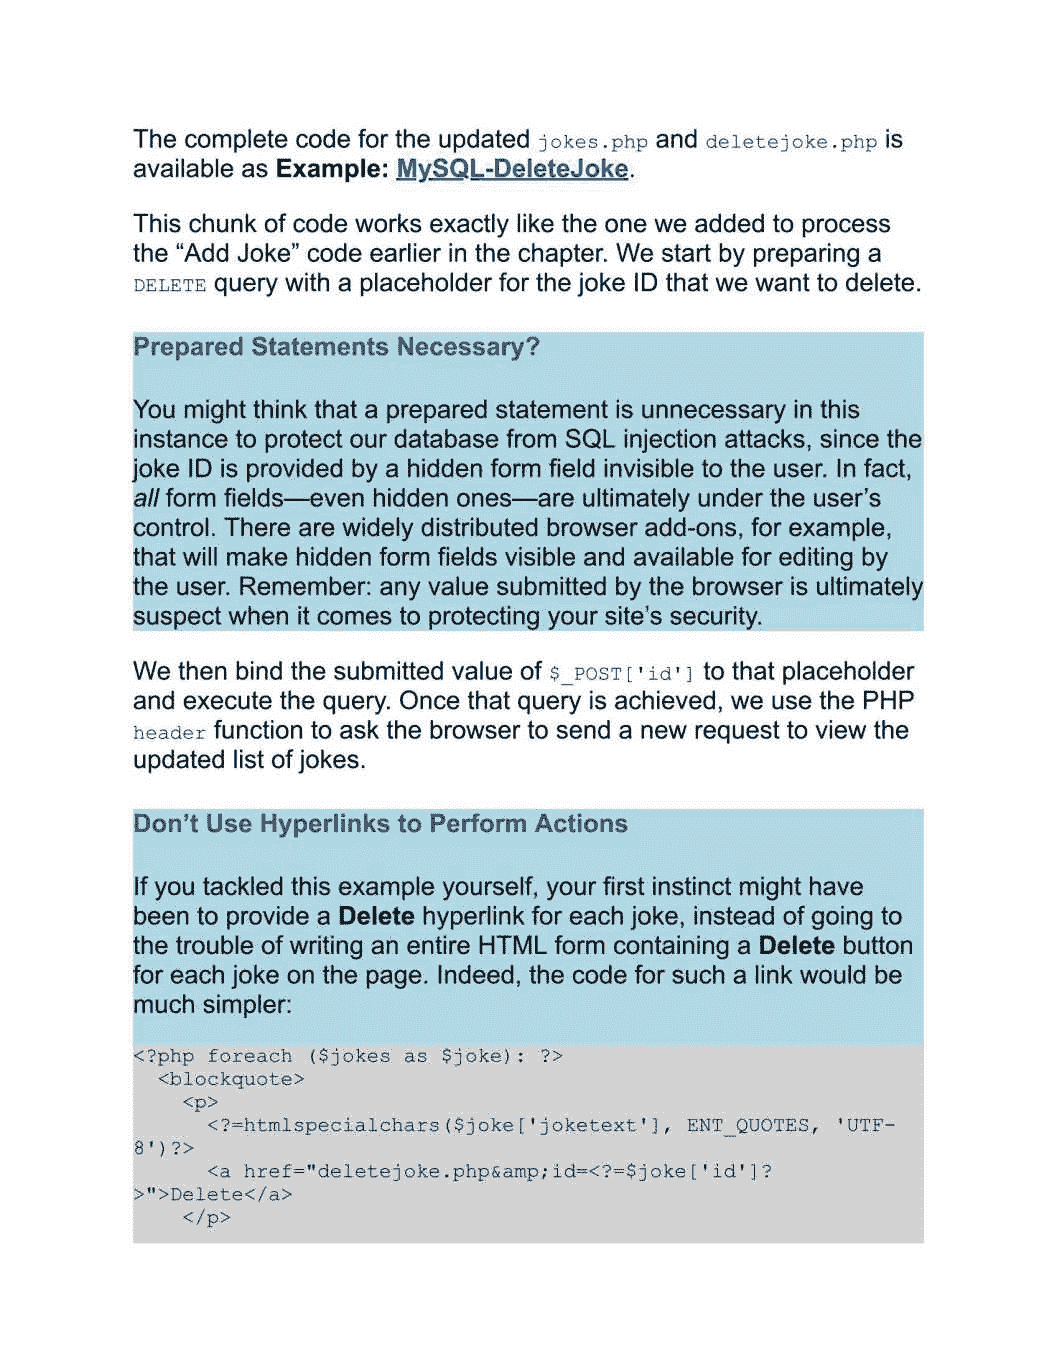 The complete code for the updated jokes.php and deletejoke.php is
available as Example: MySQL-DeleteJoke.
This chunk of code works exactly like the one we added to process
the “Add Joke” code earlier in the chapter. We start by preparing a
DELETE query with a placeholder for the joke ID that we want to delete.
Prepared Statements Necessary?
You might think that a prepared statement is unnecessary in this
instance to protect our database from SQL injection attacks, since the
joke ID is provided by a hidden form field invisible to the user. In fact,
all form fields—even hidden ones—are ultimately under the user’s
control. There are widely distributed browser add-ons, for example,
that will make hidden form fields visible and available for editing by
the user. Remember: any value submitted by the browser is ultimately
suspect when it comes to protecting your site’s security.
We then bind the submitted value of $_POST['id'] to that placeholder
and execute the query. Once that query is achieved, we use the PHP
header function to ask the browser to send a new request to view the
updated list of jokes.
Don’t Use Hyperlinks to Perform Actions
If you tackled this example yourself, your first instinct might have
been to provide a Delete hyperlink for each joke, instead of going to
the trouble of writing an entire HTML form containing a Delete button
for each joke on the page. Indeed, the code for such a link would be
much simpler:
<?php foreach ($jokes as $joke): ?>
  <blockquote>
    <p>
      <?=htmlspecialchars($joke['joketext'], ENT_QUOTES, 'UTF-
8')?>
      <a href="deletejoke.php&amp;id=<?=$joke['id']?
>">Delete</a>
    </p>